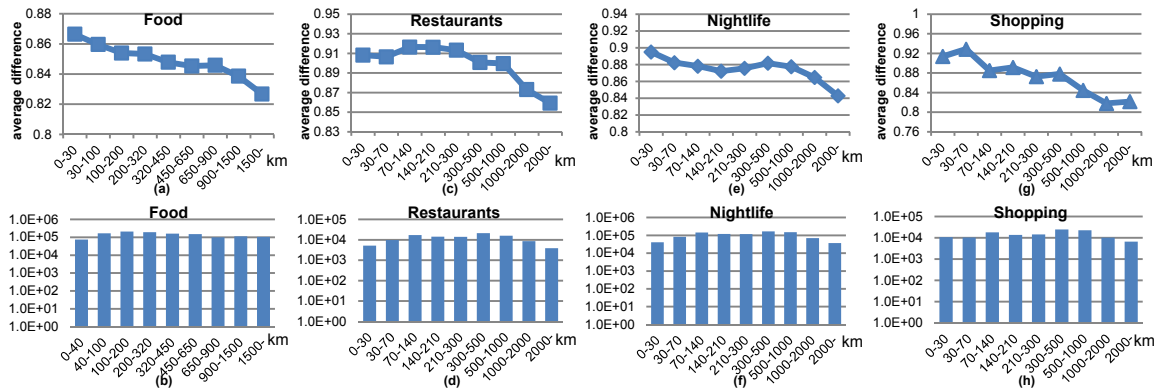 Food
average difference
0.88
0.86
0.84
0.82
0.8
0-30
30-100
100-200
200-320
320-450
450-650
650-900
900-1500
1500-
km
(a)
Restaurants
average difference
0.95
0.93
0.91
0.89
0.87
0.85
0.83
0-30
30-70
70-140
140-210
210-300
300-500
500-1000
1000-2000
2000-
km
(c)
Nightlife
average difference
0.94
0.92
0.9
0.88
0.86
0.84
0.82
0.8
0-30
30-70
70-140
140-210
210-300
300-500
500-1000
1000-2000
2000-
km
(e)
Shopping
average difference
1
0.96
0.92
0.88
0.84
0.8
0.76
0-30
30-70
70-140
140-210
210-300
300-500
500-1000
1000-2000
2000-
km
(g)
Food
1.0E+06
1.0E+05
1.0E+04
1.0E+03
1.0E+02
1.0E+01
1.0E+00
0-40
40-100
100-200
200-320
320-450
450-650
650-900
900-1500
1500-
km
(b)
Restaurants
1.0E+05
1.0E+04
1.0E+03
1.0E+02
1.0E+01
1.0E+00
0-30
30-70
70-140
140-210
210-300
300-500
500-1000
1000-2000
2000-
km
(d)
Nightlife
1.0E+06
1.0E+05
1.0E+04
1.0E+03
1.0E+02
1.0E+01
1.0E+00
0-30
30-70
70-140
140-210
210-300
300-500
500-1000
1000-2000
2000-
km
(f)
Shopping
1.0E+05
1.0E+04
1.0E+03
1.0E+02
1.0E+01
1.0E+00
0-30
30-70
70-140
140-210
210-300
300-500
500-1000
1000-2000
2000-
km
(h)